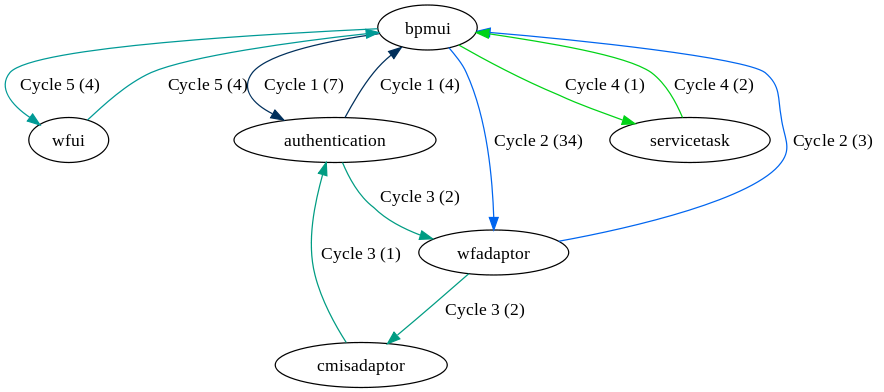 bpmui
Cycle 5 (4)
Cycle 5 (4)
Cycle 1 (7)
Cycle 1 (4)
Cycle 4 (1)
Cycle 4 (2)
wfui
authentication
Cycle 2 (34)
servicetask
Cycle 2 (3)
Cycle 3 (2)
Cycle 3 (1)
wfadaptor
Cycle 3 (2)
cmisadaptor